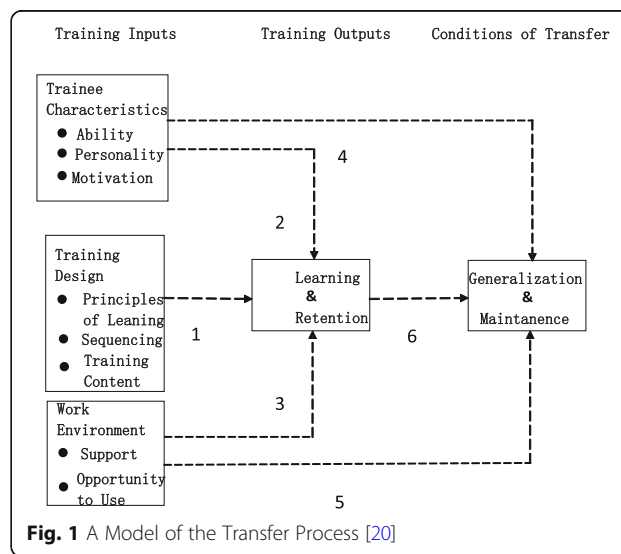 Training Inputs
Training Outputs
Conditions of Transfer
Trainee
Characteristics
● Ability
● Personality
● Motivation
4
2
Training
Design
● Principles
of Leaning
● Sequencing
● Training
Content
1
Learning
&
Retention
6
Generalization
&
Maintanence
3
Work
Environment
● Support
● Opportunity
to Use
5
Fig. 1 A Model of the Transfer Process [20]